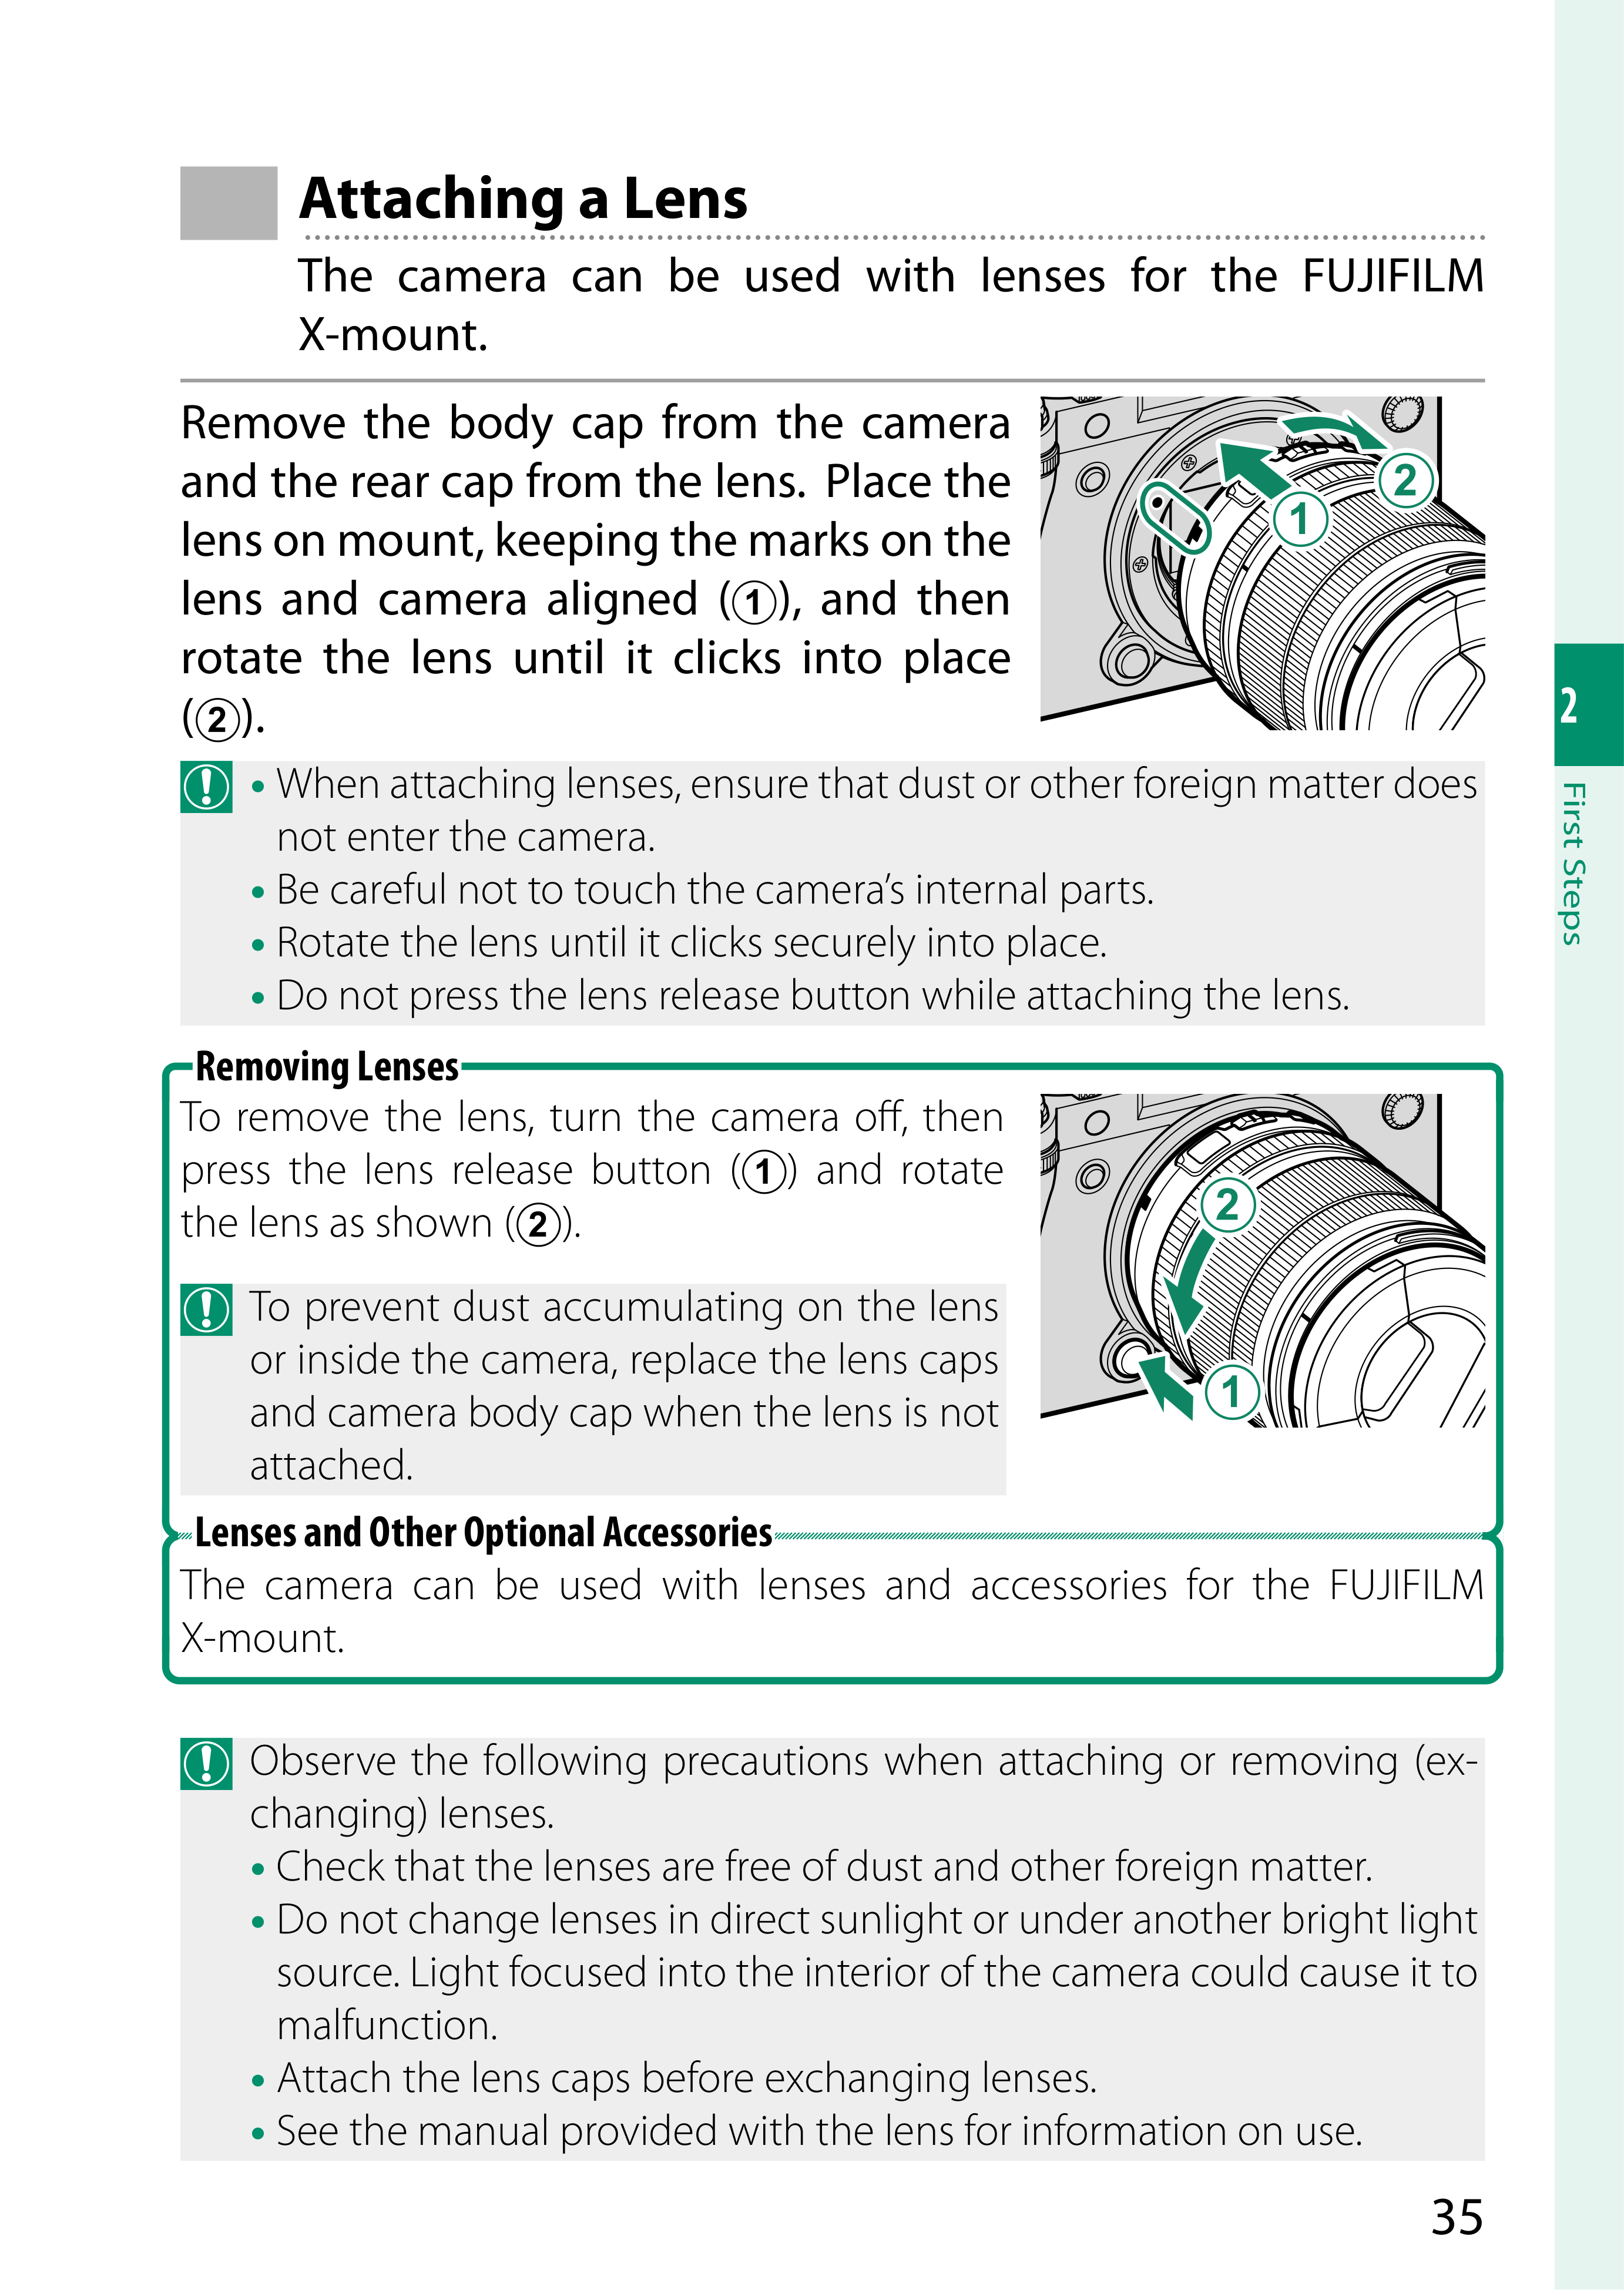 Attaching a Lens
The camera can be used with lenses for the FUJIFILM
X-mount.
Remove the body cap from the camera
and the rear cap from the lens. Place the
lens on mount, keeping the marks on the
lens and camera aligned (①), and then
rotate the lens until it clicks into place
(②).
①
②
• When attaching lenses, ensure that dust or other foreign matter does
not enter the camera.
• Be careful not to touch the camera’s internal parts.
• Rotate the lens until it clicks securely into place.
• Do not press the lens release button while attaching the lens.
Removing Lenses
To remove the lens, turn the camera off, then
press the lens release button (①) and rotate
the lens as shown (②).
②
①
To prevent dust accumulating on the lens
or inside the camera, replace the lens caps
and camera body cap when the lens is not
attached.
Lenses and Other Optional Accessories
The camera can be used with lenses and accessories for the FUJIFILM
X-mount.
Observe the following precautions when attaching or removing (ex-
changing) lenses.
• Check that the lenses are free of dust and other foreign matter.
• Do not change lenses in direct sunlight or under another bright light
source. Light focused into the interior of the camera could cause it to
malfunction.
• Attach the lens caps before exchanging lenses.
• See the manual provided with the lens for information on use.
2
First Steps
35